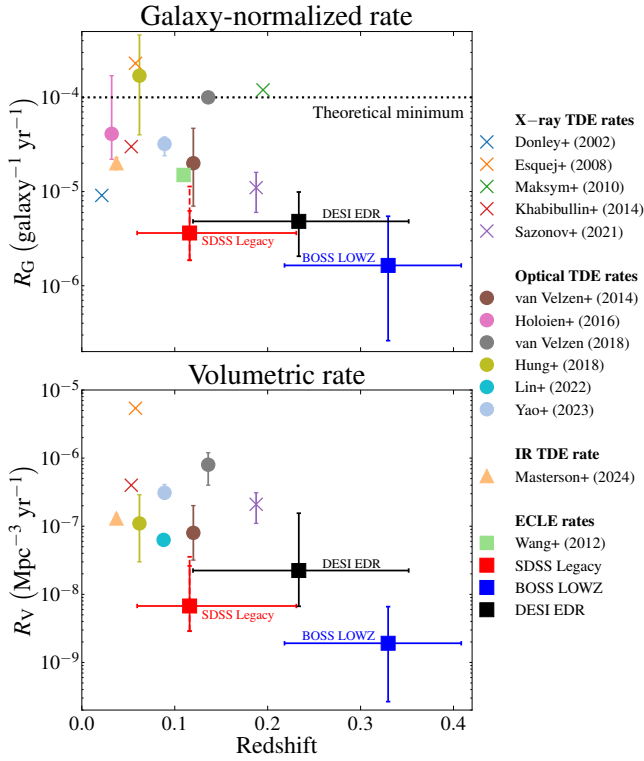 Galaxy-normalized rate
10⁻⁴
10⁻⁵
10⁻⁶
R_G (galaxy⁻¹ yr⁻¹)
Theoretical minimum
DESI EDR
SDSS Legacy
BOSS LOWZ
Volumetric rate
10⁻⁵
10⁻⁶
10⁻⁷
10⁻⁸
10⁻⁹
R_V (Mpc⁻³ yr⁻¹)
DESI EDR
SDSS Legacy
BOSS LOWZ
0.0 0.1 0.2 0.3 0.4
Redshift
X−ray TDE rates
Donley+ (2002)
Esquej+ (2008)
Maksym+ (2010)
Khabibullin+ (2014)
Sazonov+ (2021)
Optical TDE rates
van Velzen+ (2014)
Holoien+ (2016)
van Velzen (2018)
Hung+ (2018)
Lin+ (2022)
Yao+ (2023)
IR TDE rate
Masterson+ (2024)
ECLE rates
Wang+ (2012)
SDSS Legacy
BOSS LOWZ
DESI EDR